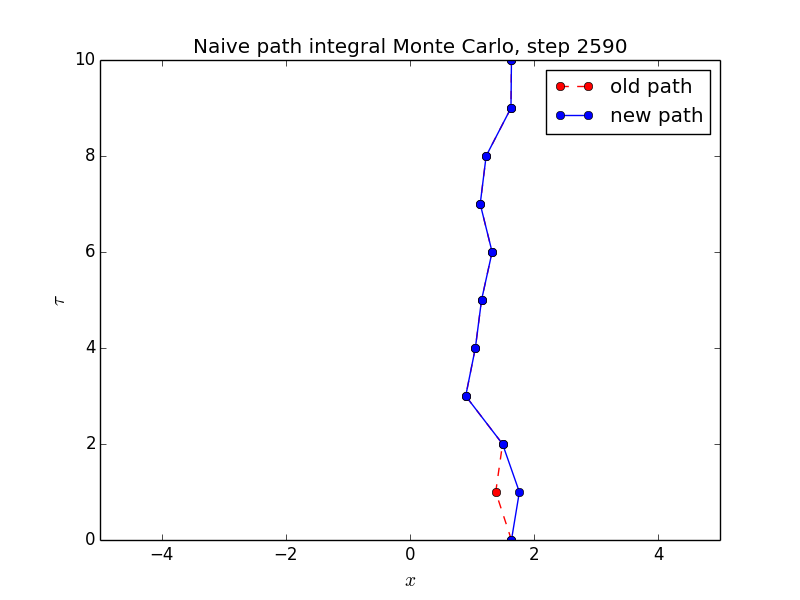 Naive path integral Monte Carlo, step 2590
10
8
6
4
2
0
τ
old path
new path
−4
−2
0
2
4
x